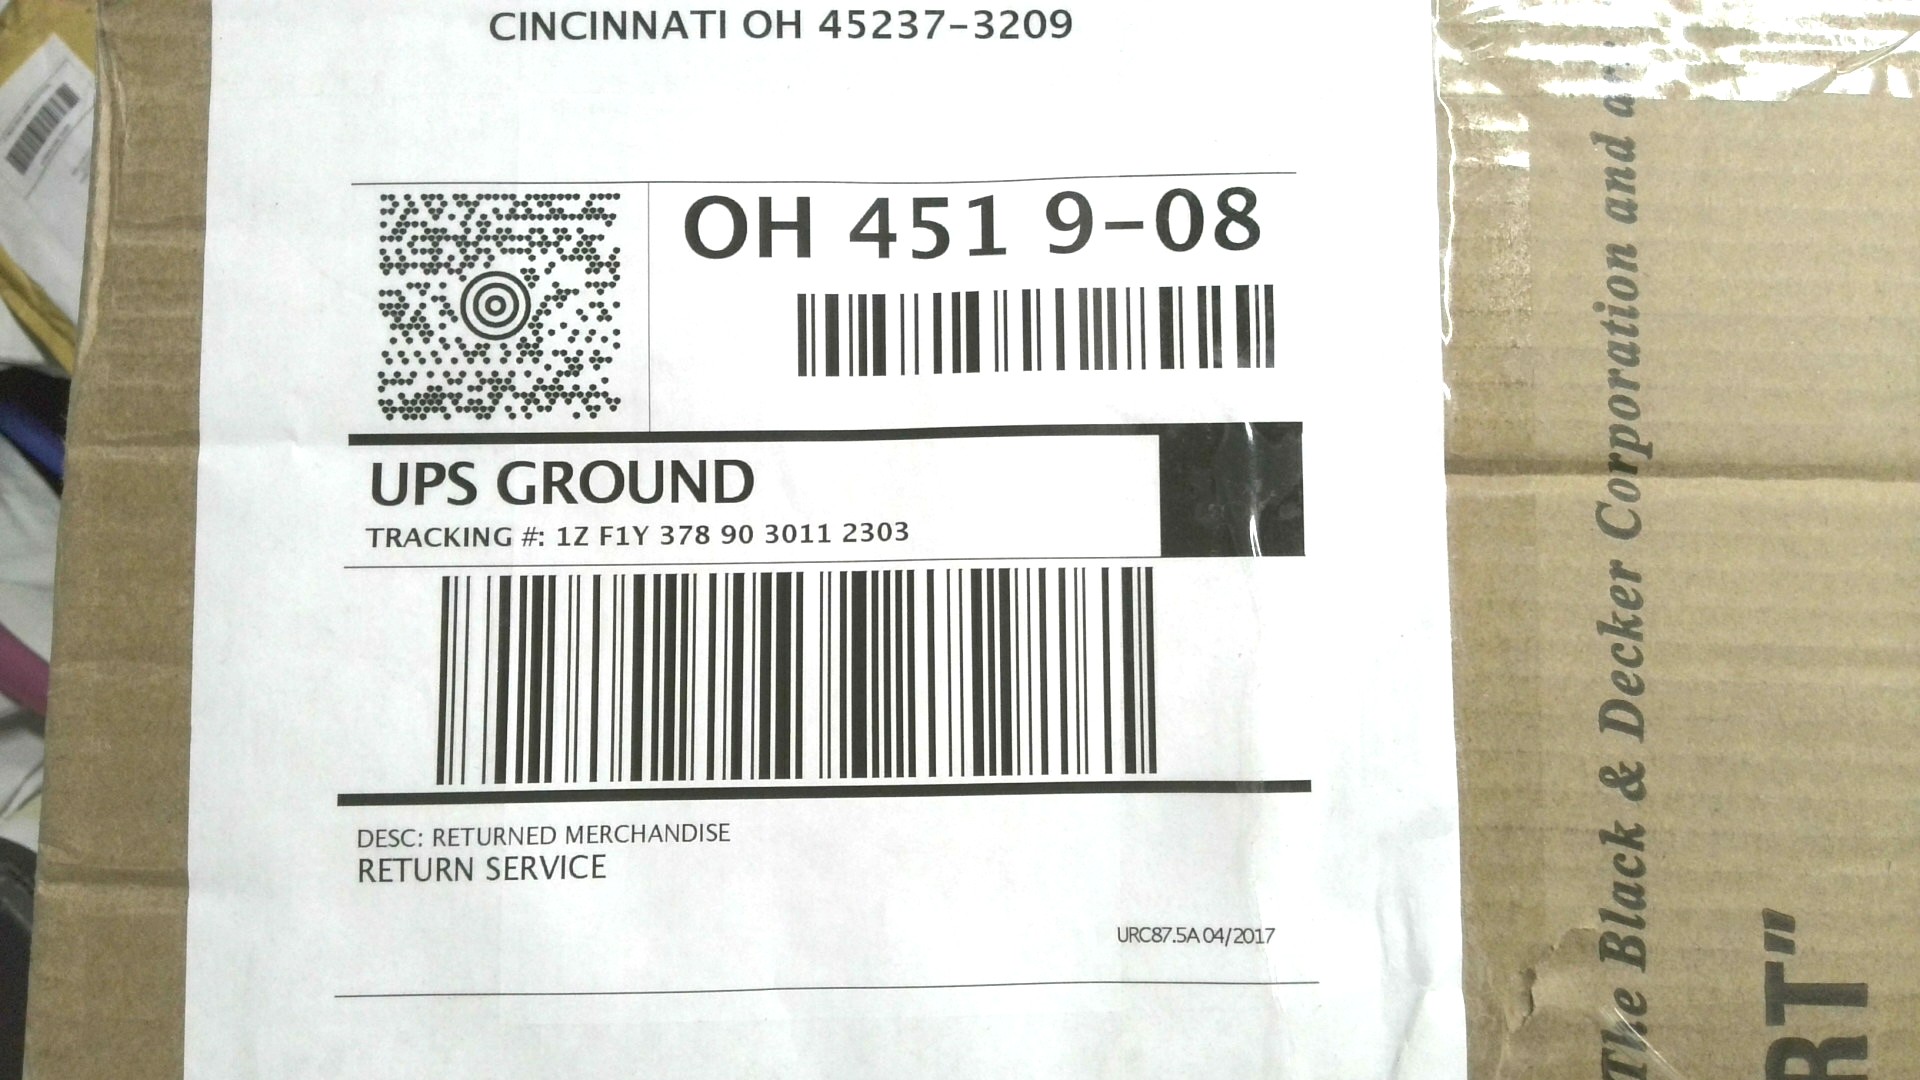 CINCINNATI OH 45237-3209
OH 451 9-08
UPS GROUND
TRACKING #: 1Z F1Y 378 90 3011 2303
DESC: RETURNED MERCHANDISE
RETURN SERVICE
URC87.5A 04/2017
The Black & Decker Corporation and
RT"